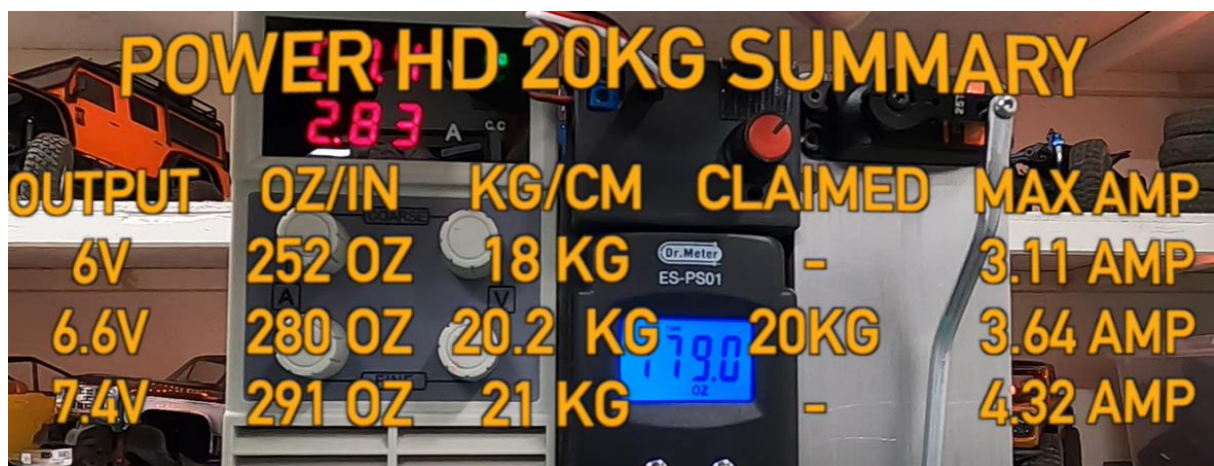 POWER HD 20KG SUMMARY
2.83 A C.C
25T
OUTPUT OZ/IN KG/CM CLAIMED MAX AMP
COARSE
6V 252 OZ 18 KG - 3.11 AMP
Dr.Meter
ES-PS01
A V
6.6V 280 OZ 20.2 KG 20KG 3.64 AMP
179.0
OZ
FINE
7.4V 291 OZ 21 KG - 4.32 AMP